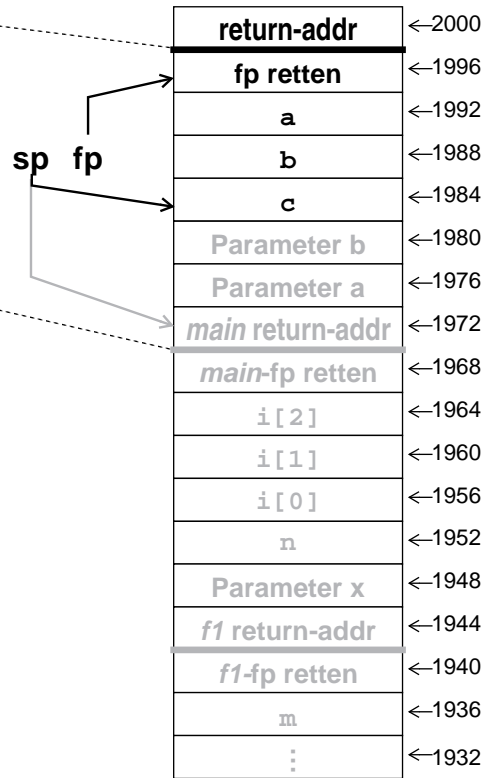 return-addr ←2000
fp retten ←1996
a ←1992
b ←1988
sp fp
c ←1984
Parameter b ←1980
Parameter a ←1976
main return-addr ←1972
main-fp retten ←1968
i[2] ←1964
i[1] ←1960
i[0] ←1956
n ←1952
Parameter x ←1948
f1 return-addr ←1944
f1-fp retten ←1940
m ←1936
⋮ ←1932